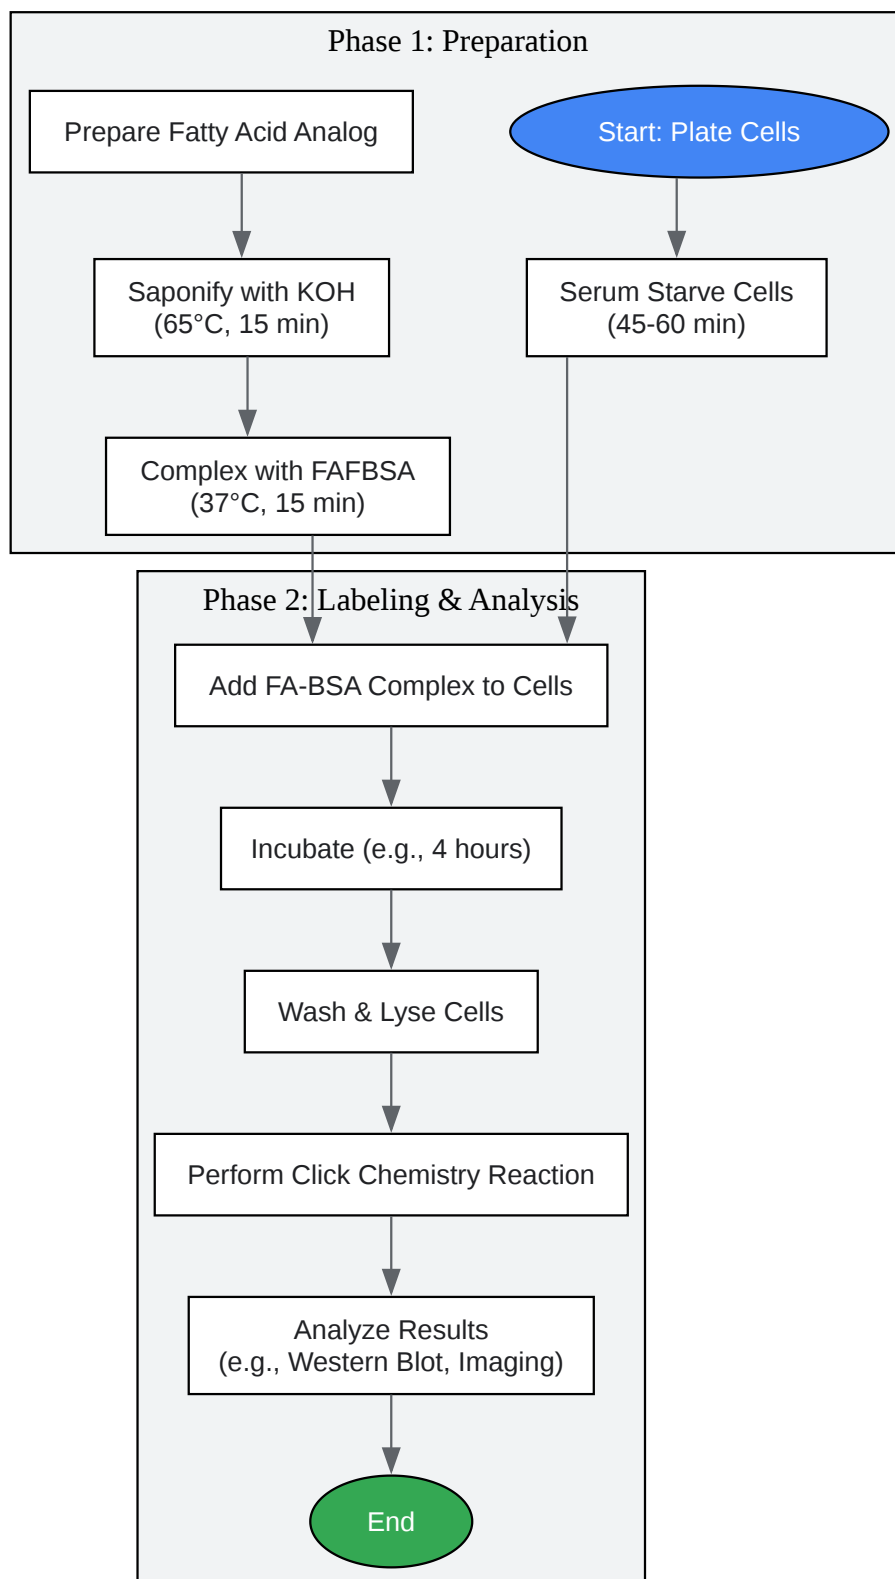 Phase 1: Preparation
Prepare Fatty Acid Analog
Start: Plate Cells
Saponify with KOH
(65°C, 15 min)
Serum Starve Cells
(45-60 min)
Complex with FAFBSA
(37°C, 15 min)
Phase 2: Labeling & Analysis
Add FA-BSA Complex to Cells
Incubate (e.g., 4 hours)
Wash & Lyse Cells
Perform Click Chemistry Reaction
Analyze Results
(e.g., Western Blot, Imaging)
End